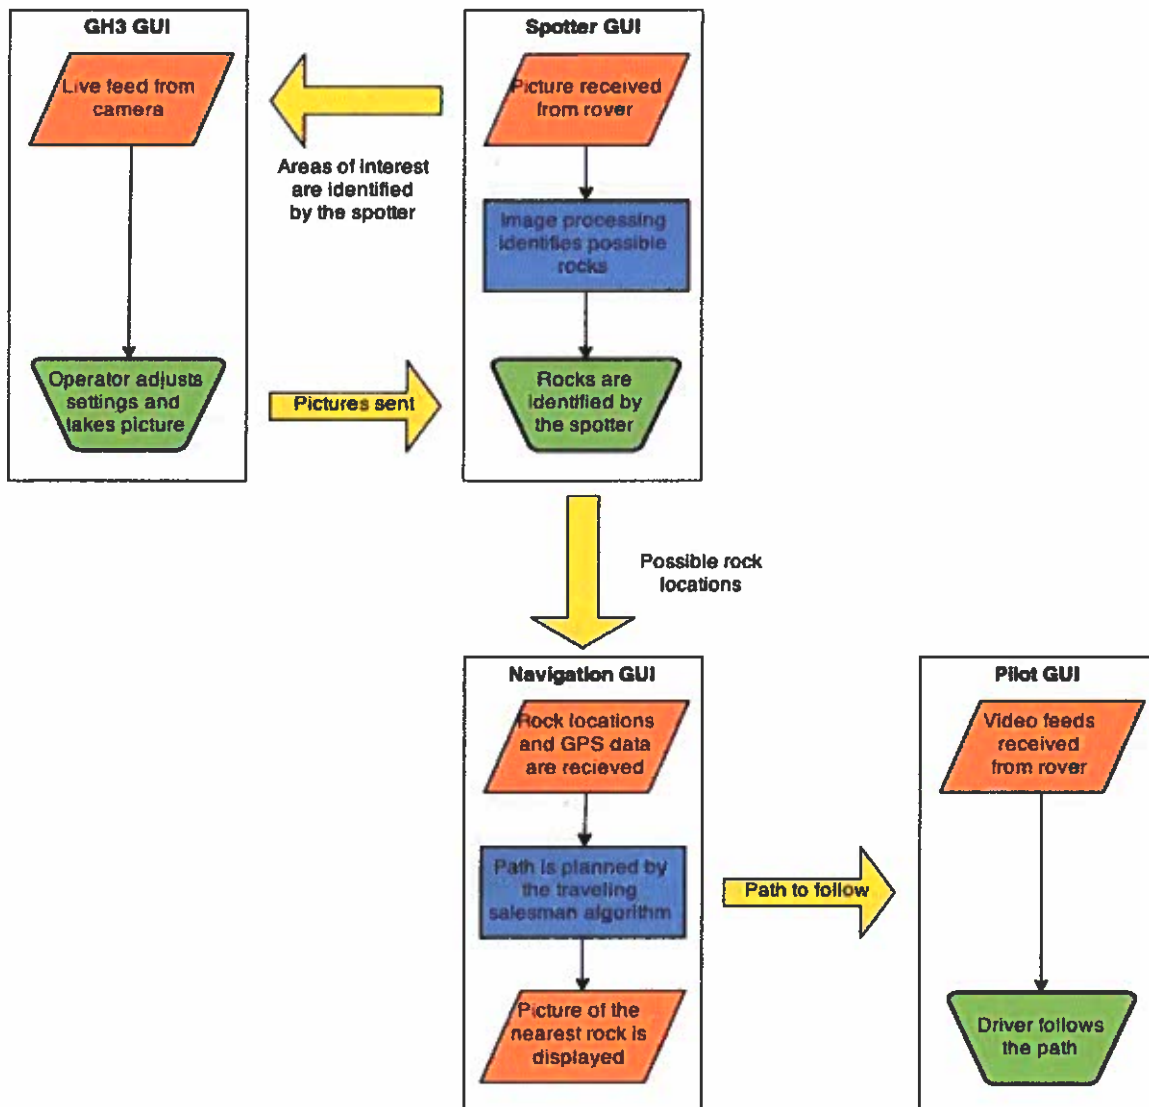 GH3 GUI
Live feed from
camera
Operator adjusts
settings and
takes picture
Areas of interest
are identified
by the spotter
Pictures sent
Spotter GUI
Picture received
from rover
Image processing
identifies possible
rocks
Rocks are
identified by
the spotter
Possible rock
locations
Navigation GUI
Rock locations
and GPS data
are recieved
Path is planned by
the traveling
salesman algorithm
Picture of the
nearest rock is
displayed
Path to follow
Pilot GUI
Video feeds
received
from rover
Driver follows
the path